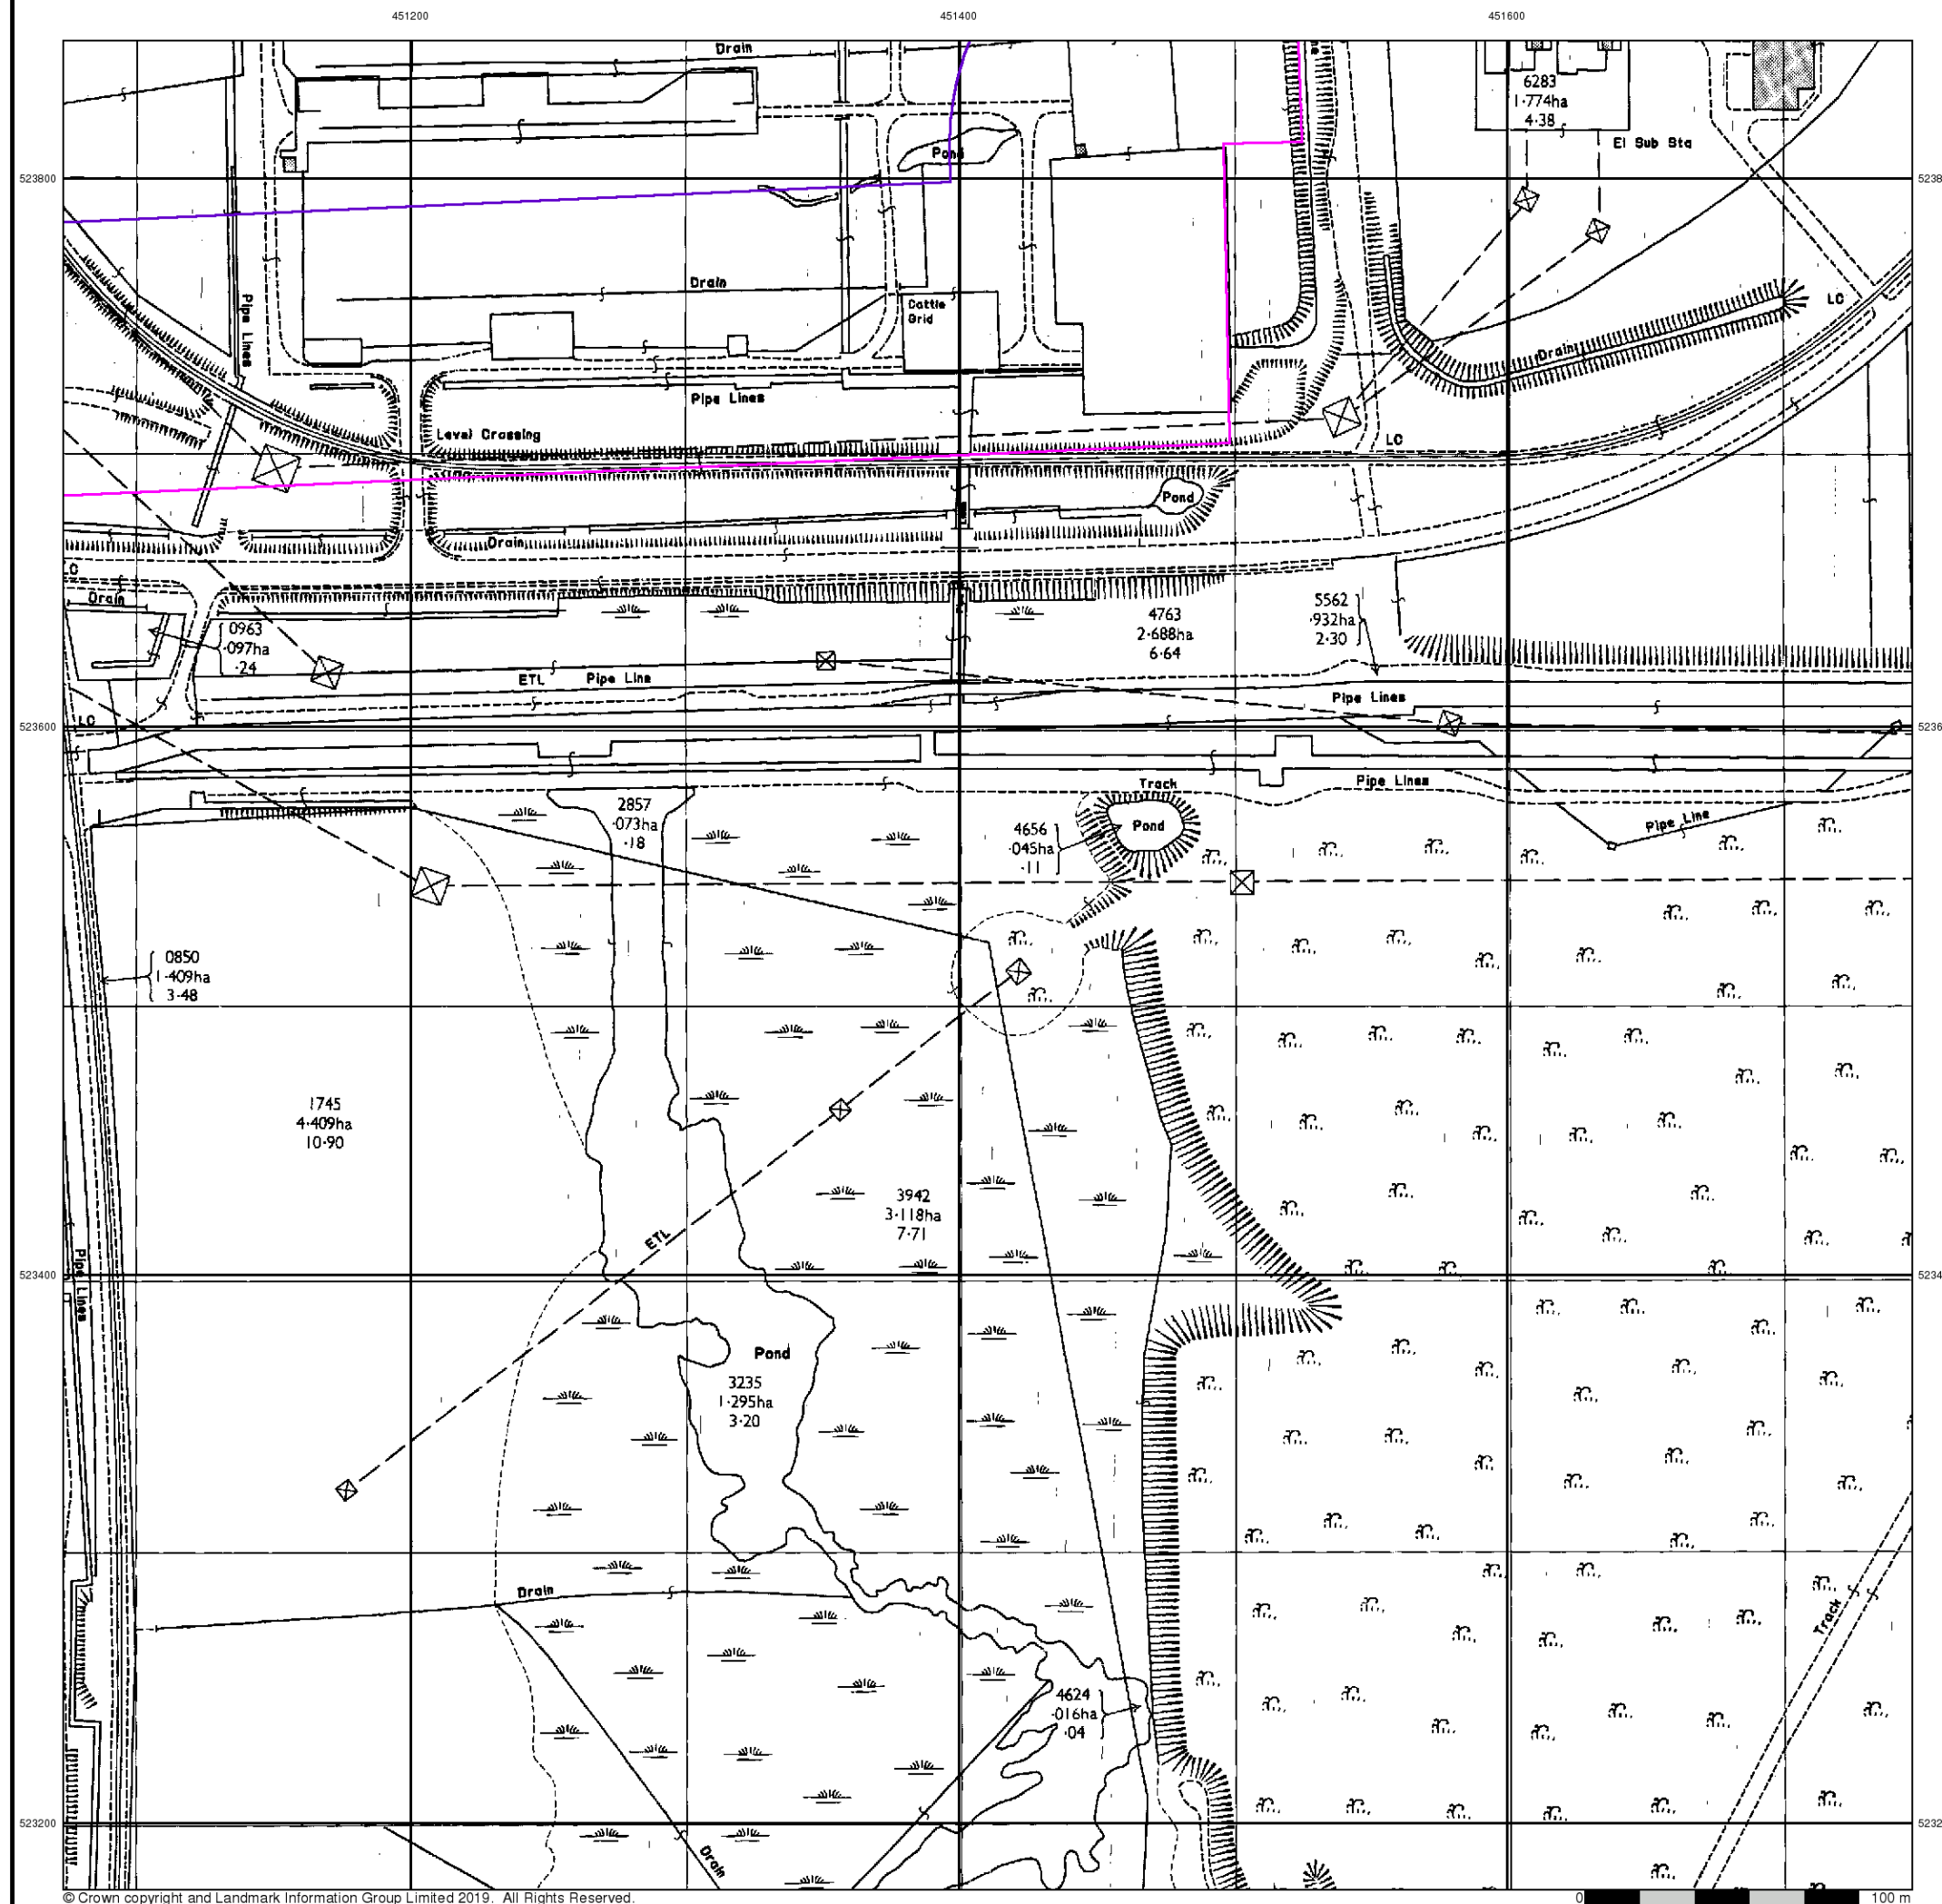 451200
451400
451600
Drain
6283
1·774ha
4·38
El Sub Sta
Pond
523800
5238
Drain
Pipe Lines
Cattle
Grid
LC
Drain
Pipe Lines
Level Crossing
LC
Pond
Drain
LC
Drain
0963
·097ha
·24
4763
2·688ha
6·64
5562
·932ha
2·30
ETL
Pipe Line
Pipe Lines
LC
523600
5236
Track
Pipe Lines
2857
·073ha
·18
4656
·045ha
·11
Pond
Pipe Line
0850
1·409ha
3·48
1745
4·409ha
10·90
3942
3·118ha
7·71
ETL
Pipe Lines
523400
5234
Pond
3235
1·295ha
3·20
Drain
Track
4624
·016ha
·04
523200
5232
Drain
© Crown copyright and Landmark Information Group Limited 2019. All Rights Reserved.
0
100 m